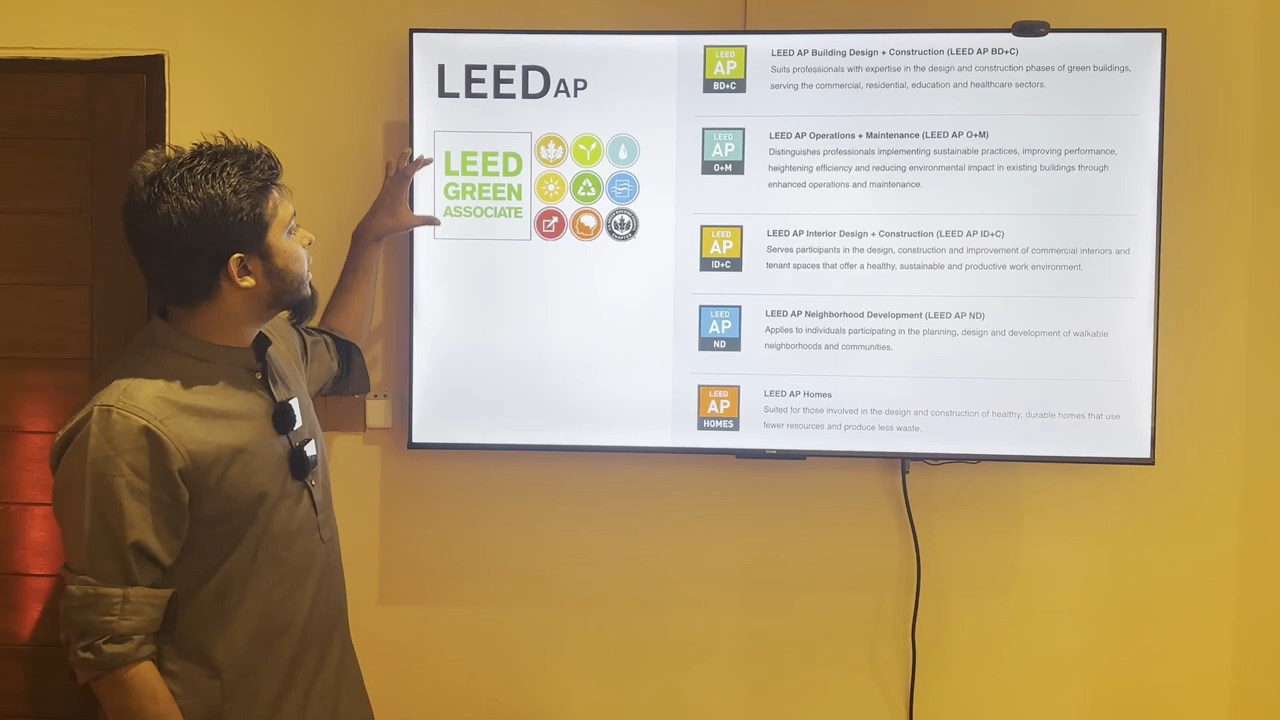 LEED AP
LEED
GREEN
ASSOCIATE
LEED
AP
BD+C
LEED AP Building Design + Construction (LEED AP BD+C)
Suits professionals with expertise in the design and construction phases of green buildings,
serving the commercial, residential, education and healthcare sectors.
LEED
AP
O+M
LEED AP Operations + Maintenance (LEED AP O+M)
Distinguishes professionals implementing sustainable practices, improving performance,
heightening efficiency and reducing environmental impact in existing buildings through
enhanced operations and maintenance.
LEED
AP
ID+C
LEED AP Interior Design + Construction (LEED AP ID+C)
Serves participants in the design, construction and improvement of commercial interiors and
tenant spaces that offer a healthy, sustainable and productive work environment.
LEED
AP
ND
LEED AP Neighborhood Development (LEED AP ND)
Applies to individuals participating in the planning, design and development of walkable
neighborhoods and communities.
LEED
AP
HOMES
LEED AP Homes
Suited for those involved in the design and construction of healthy, durable homes that use
fewer resources and produce less waste.